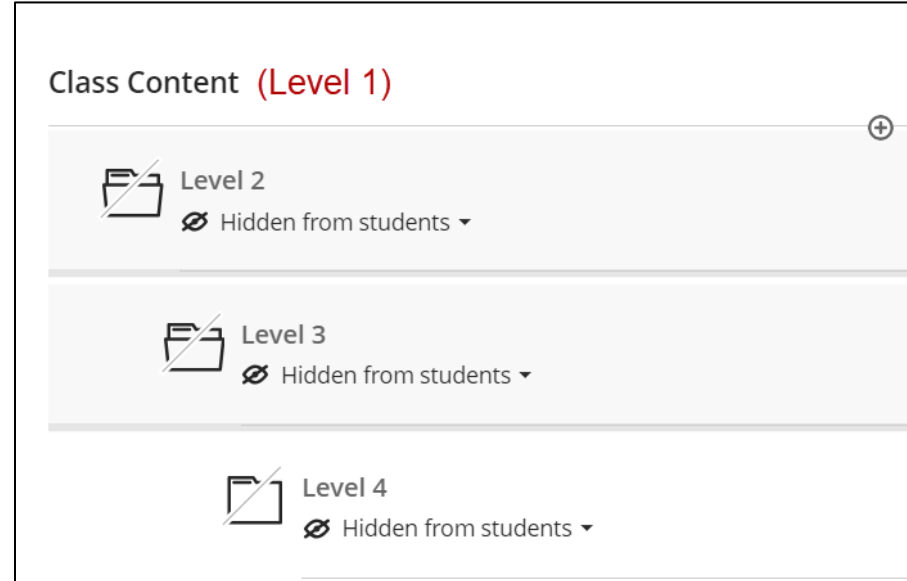 Class Content (Level 1)
Level 2
Hidden from students
Level 3
Hidden from students
Level 4
Hidden from students